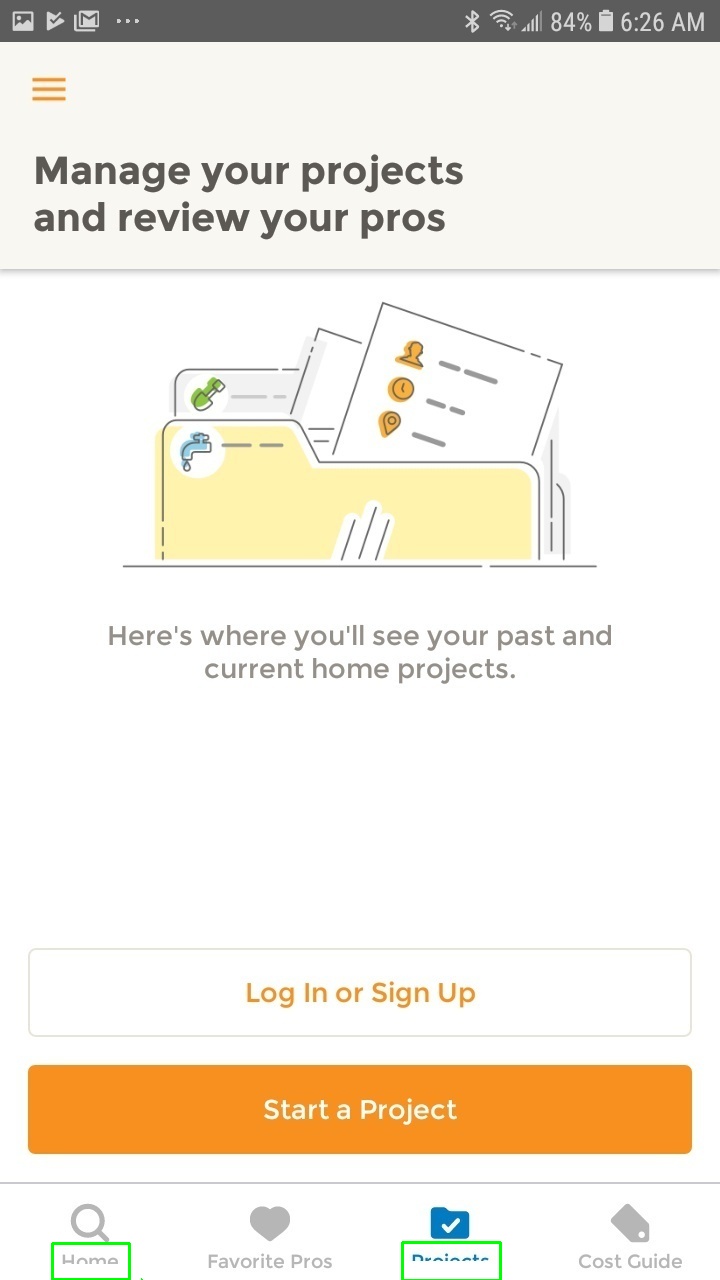 84% 6:26 AM
Manage your projects
and review your pros
Here's where you'll see your past and
current home projects.
Log In or Sign Up
Start a Project
Home Favorite Pros Projects Cost Guide